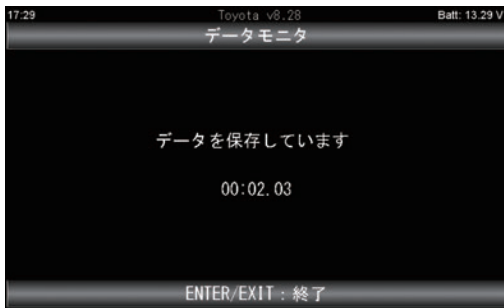 17:29 Toyota v8.28 Batt: 13.29 V
データモニタ
データを保存しています
00:02.03
ENTER/EXIT : 終了